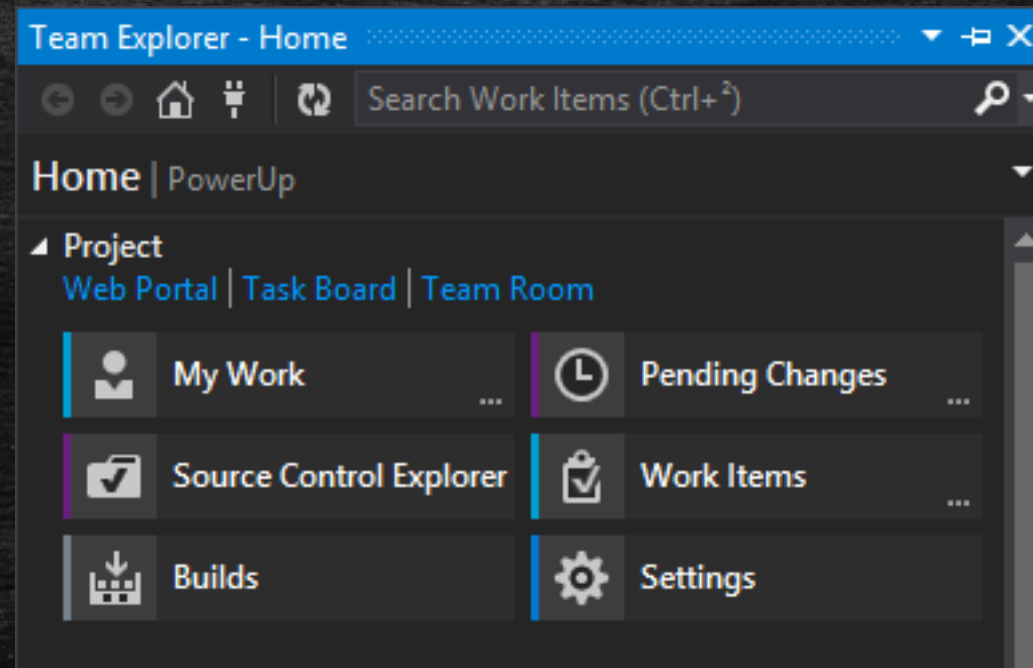 Team Explorer - Home
Search Work Items (Ctrl+²)
Home | PowerUp
Project
Web Portal | Task Board | Team Room
My Work ... Pending Changes ...
Source Control Explorer Work Items ...
Builds Settings